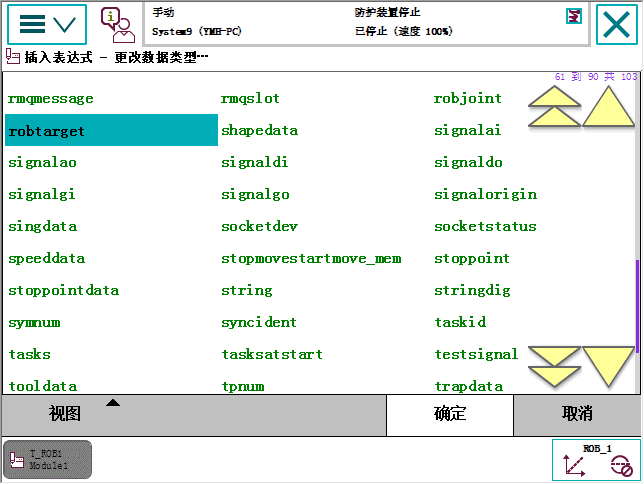 手动
防护装置停止
System9 (YMH-PC)
已停止 (速度 100%)
插入表达式 - 更改数据类型…
61 到 90 共 103
rmqmessage rmqslot robjoint
robtarget shapedata signalai
signalao signaldi signaldo
signalgi signalgo signalorigin
singdata socketdev socketstatus
speeddata stopmovestartmove_mem stoppoint
stoppointdata string stringdig
symnum syncident taskid
tasks tasksatstart testsignal
tooldata tpnum trapdata
视图 确定 取消
T_ROB1
Module1
ROB_1